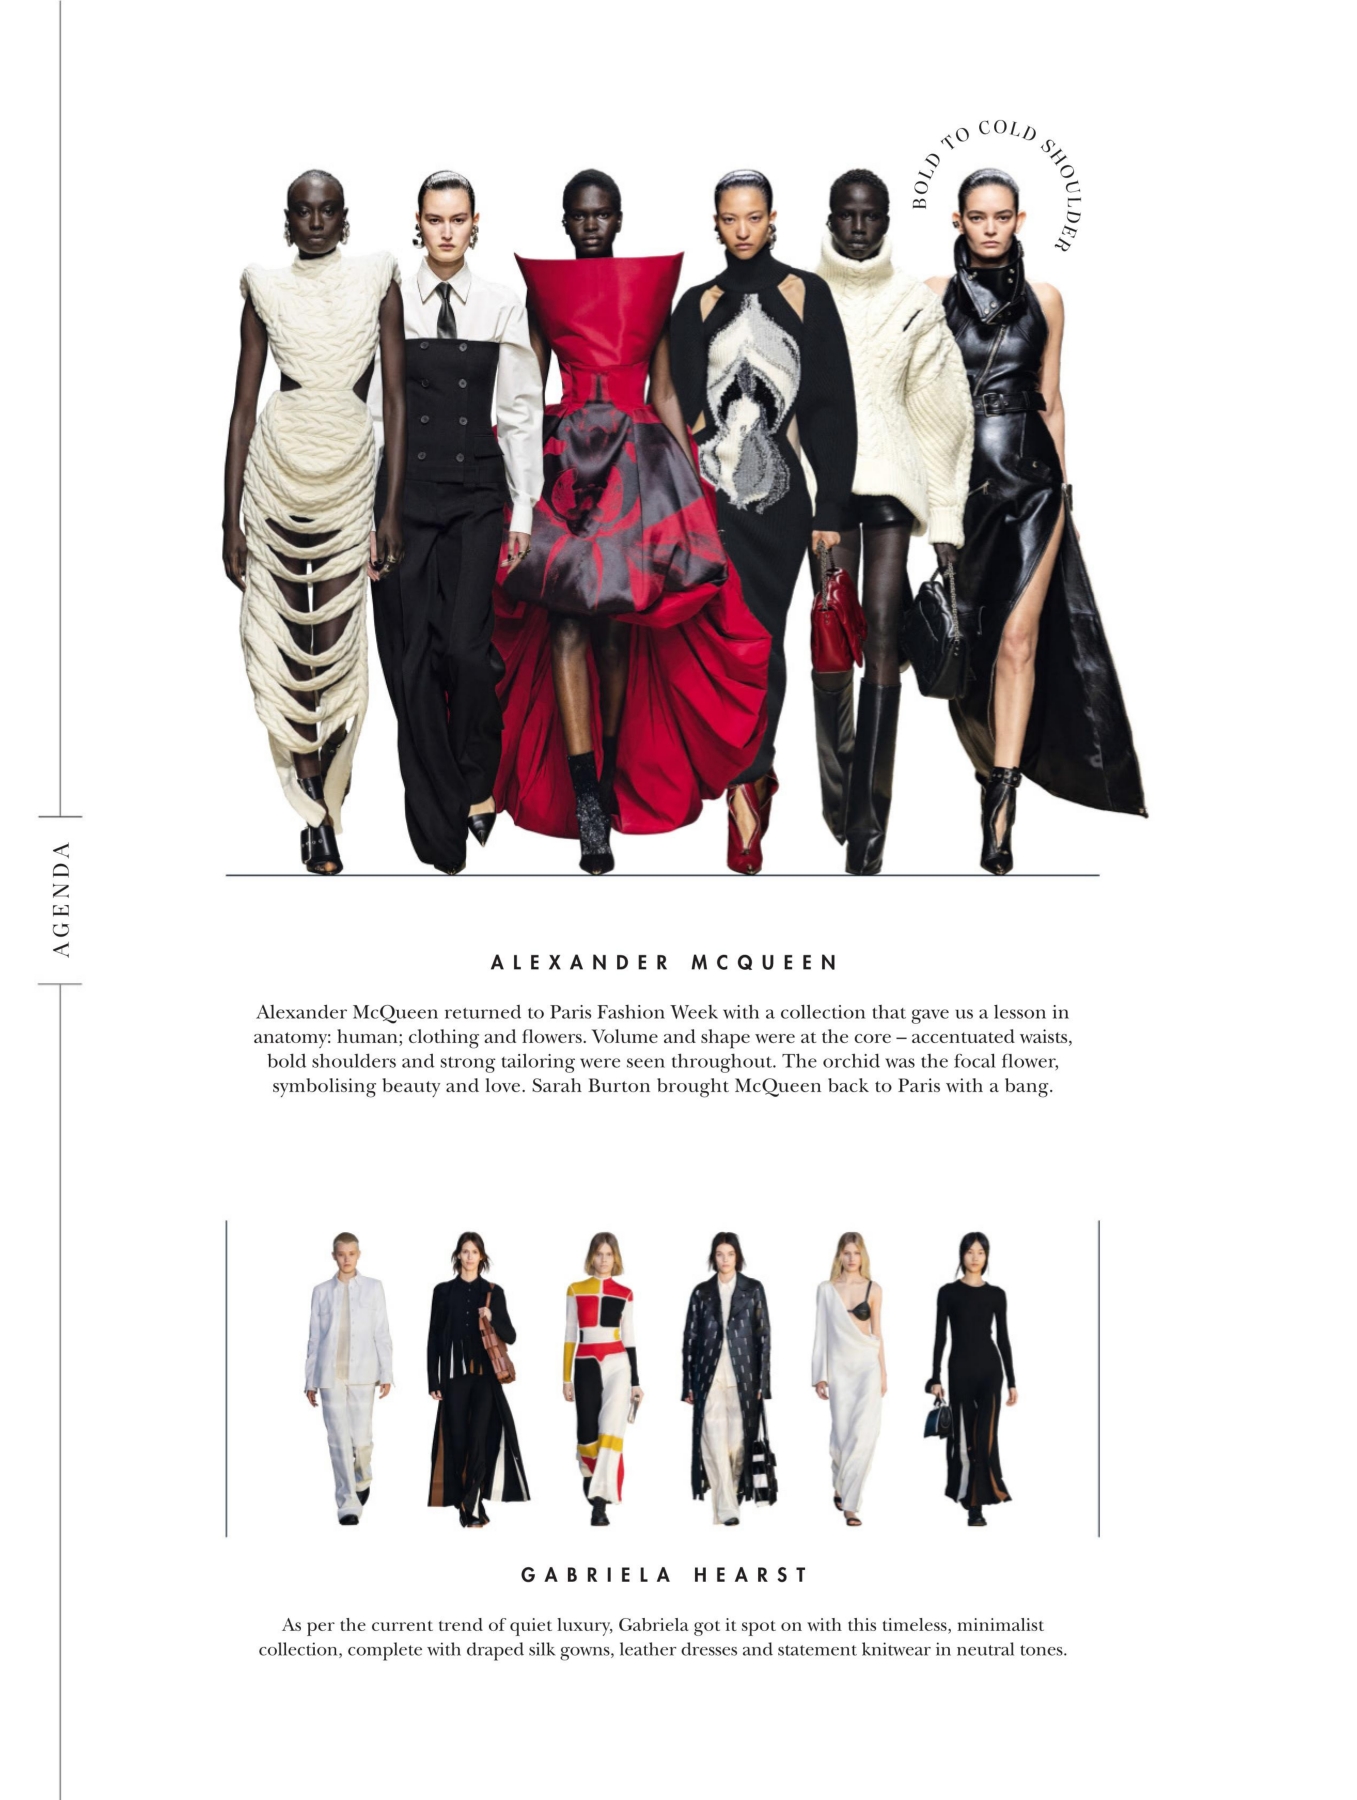 BOLD TO COLD SHOULDER
AGENDA
ALEXANDER MCQUEEN
Alexander McQueen returned to Paris Fashion Week with a collection that gave us a lesson in
anatomy: human; clothing and flowers. Volume and shape were at the core – accentuated waists,
bold shoulders and strong tailoring were seen throughout. The orchid was the focal flower,
symbolising beauty and love. Sarah Burton brought McQueen back to Paris with a bang.
GABRIELA HEARST
As per the current trend of quiet luxury, Gabriela got it spot on with this timeless, minimalist
collection, complete with draped silk gowns, leather dresses and statement knitwear in neutral tones.